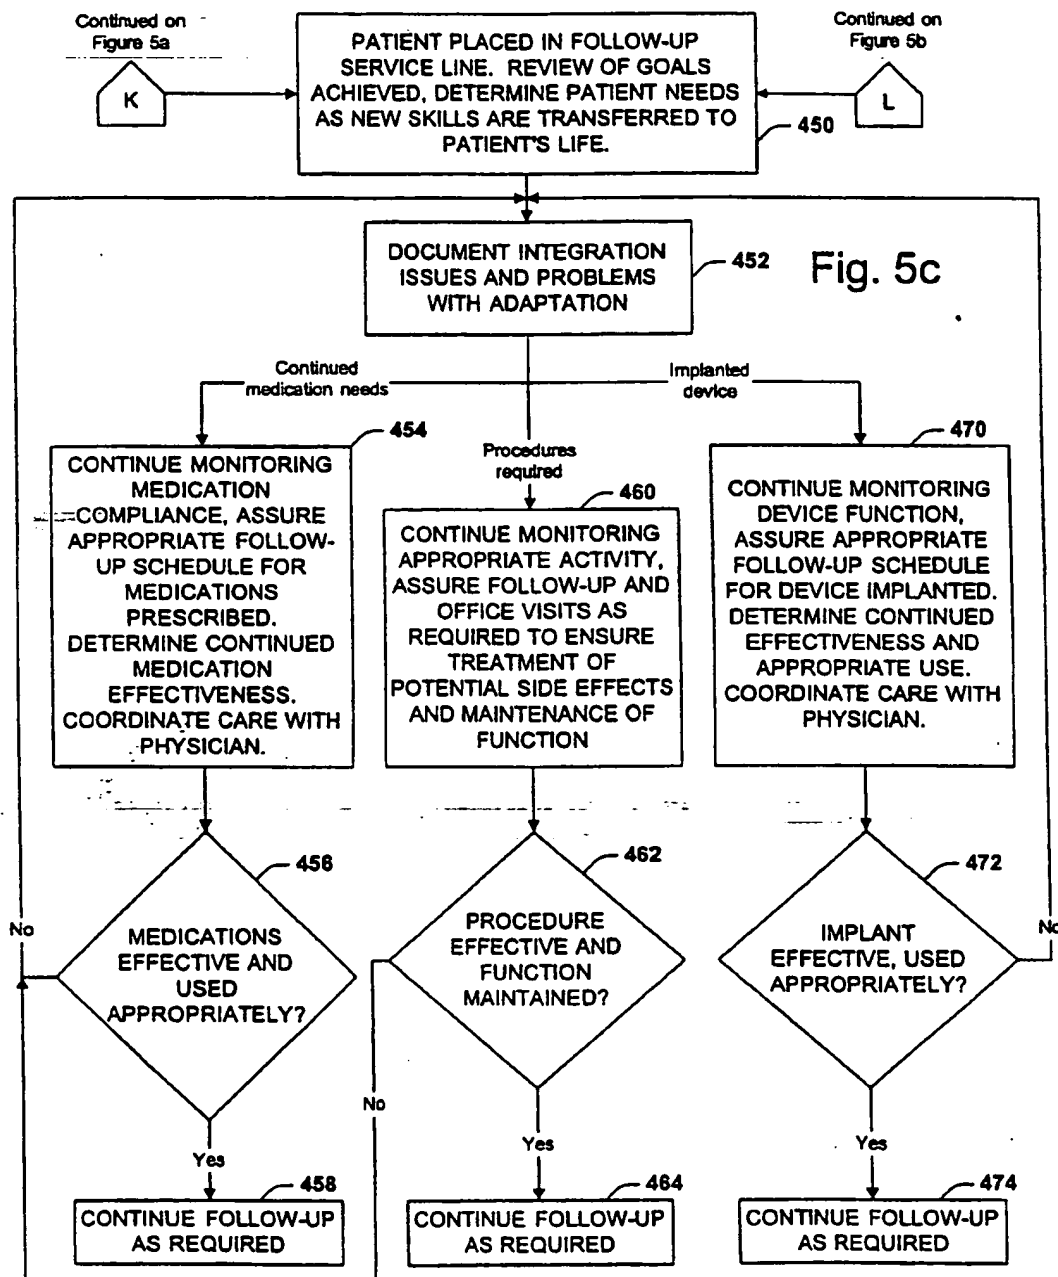 Continued on
Figure 5a
K
PATIENT PLACED IN FOLLOW-UP
SERVICE LINE. REVIEW OF GOALS
ACHIEVED, DETERMINE PATIENT NEEDS
AS NEW SKILLS ARE TRANSFERRED TO
PATIENT'S LIFE.
450
Continued on
Figure 5b
L
DOCUMENT INTEGRATION
ISSUES AND PROBLEMS
WITH ADAPTATION
452
Fig. 5c
Continued
medication needs
Implanted
device
Procedures
required
454
CONTINUE MONITORING
MEDICATION
COMPLIANCE, ASSURE
APPROPRIATE FOLLOW-
UP SCHEDULE FOR
MEDICATIONS
PRESCRIBED.
DETERMINE CONTINUED
MEDICATION
EFFECTIVENESS.
COORDINATE CARE WITH
PHYSICIAN.
460
CONTINUE MONITORING
APPROPRIATE ACTIVITY,
ASSURE FOLLOW-UP AND
OFFICE VISITS AS
REQUIRED TO ENSURE
TREATMENT OF
POTENTIAL SIDE EFFECTS
AND MAINTENANCE OF
FUNCTION
470
CONTINUE MONITORING
DEVICE FUNCTION,
ASSURE APPROPRIATE
FOLLOW-UP SCHEDULE
FOR DEVICE IMPLANTED.
DETERMINE CONTINUED
EFFECTIVENESS AND
APPROPRIATE USE.
COORDINATE CARE WITH
PHYSICIAN.
456
MEDICATIONS
EFFECTIVE AND
USED
APPROPRIATELY?
No
Yes
462
PROCEDURE
EFFECTIVE AND
FUNCTION
MAINTAINED?
No
Yes
472
IMPLANT
EFFECTIVE, USED
APPROPRIATELY?
No
Yes
458
CONTINUE FOLLOW-UP
AS REQUIRED
464
CONTINUE FOLLOW-UP
AS REQUIRED
474
CONTINUE FOLLOW-UP
AS REQUIRED